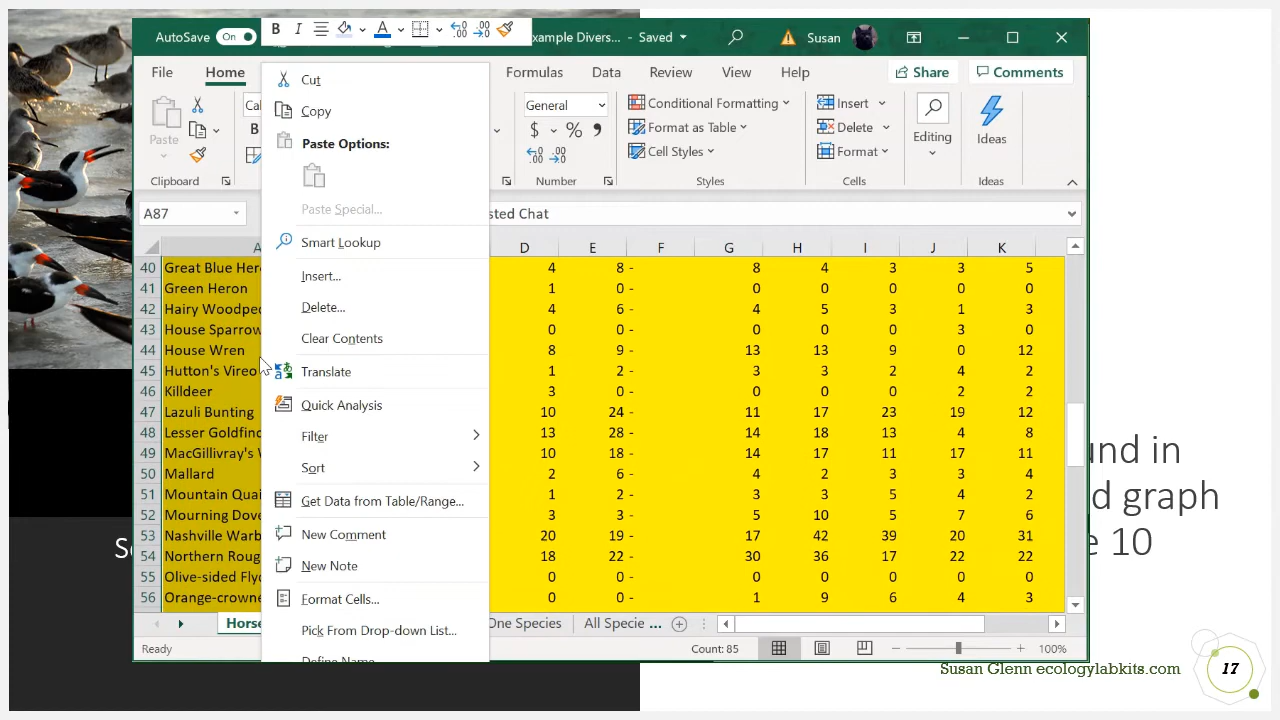 AutoSave On
B I A
Example Divers... - Saved
Susan
File Home
Formulas Data Review View Help
Share Comments
Paste
B
Clipboard
General
$ % ,
Number
Conditional Formatting
Format as Table
Cell Styles
Styles
Insert
Delete
Format
Cells
Editing
Ideas
Ideas
Cut
Copy
Paste Options:
Paste Special...
Smart Lookup
Insert...
Delete...
Clear Contents
Translate
Quick Analysis
Filter
Sort
Get Data from Table/Range...
New Comment
New Note
Format Cells...
Pick From Drop-down List...
Define Name
A87
Chat
D E F G H I J K
40 Great Blue 4 8 - 8 4 3 3 5
41 Green Heron 1 0 - 0 0 0 0 0
42 Hairy 4 6 - 4 5 3 1 3
43 House Sparrow 0 0 - 0 0 0 3 0
44 House Wren 8 9 - 13 13 9 0 12
45 Hutton's Vireo 1 2 - 3 3 2 4 2
46 Killdeer 3 0 - 0 0 0 2 2
47 Lazuli Bunting 10 24 - 11 17 23 19 12
48 Lesser 13 28 - 14 18 13 4 8
49 MacGillivray's 10 18 - 14 17 11 17 11
50 Mallard 2 6 - 4 2 3 3 4
51 Mountain 1 2 - 3 3 5 4 2
52 Mourning 3 3 - 5 10 5 7 6
53 Nashville 20 19 - 17 42 39 20 31
54 Northern 18 22 - 30 36 17 22 22
55 Olive-sided 0 0 - 0 0 0 0 0
56 0 0 - 1 9 6 4 3
One Species All Specie ...
Ready
Count: 85
100%
in
graph
10
Susan Glenn ecologylabkits.com
17